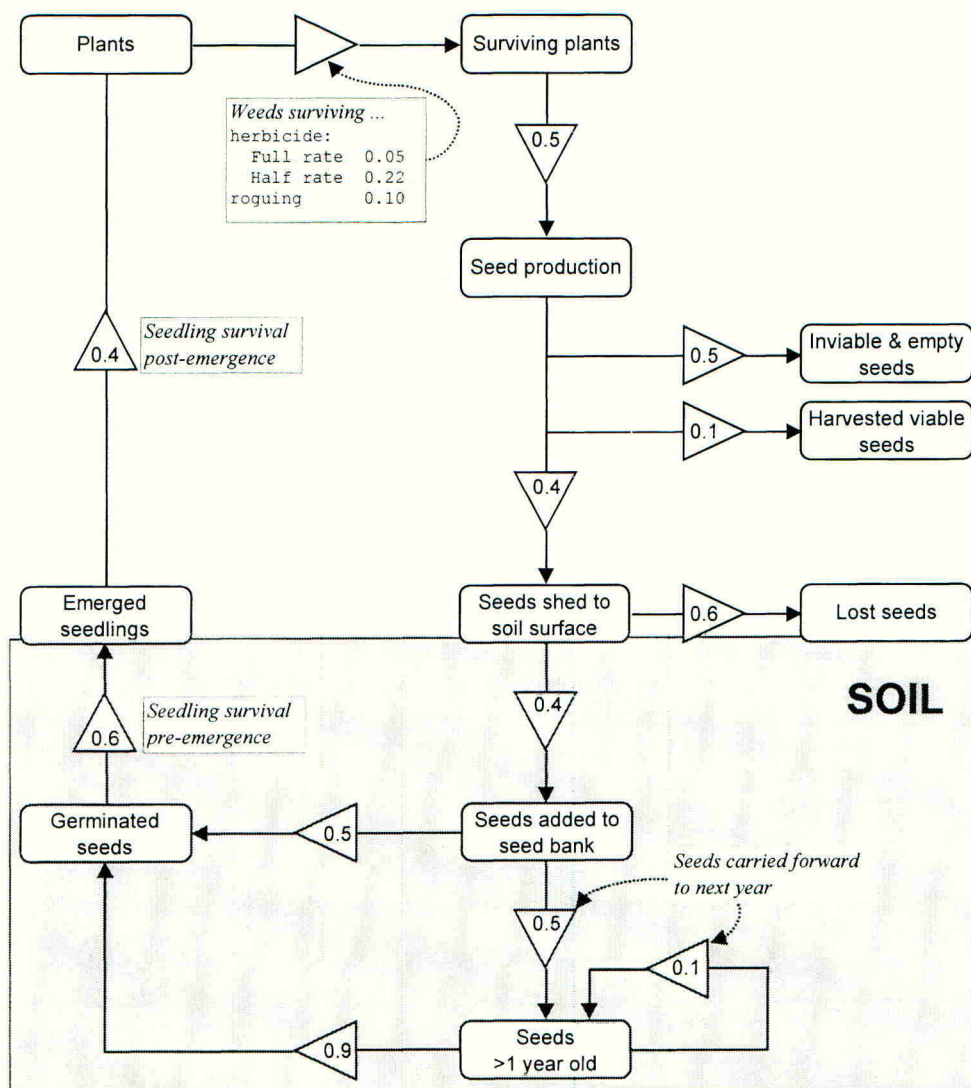 Plants
Surviving plants
Weeds surviving ...
herbicide:
Full rate 0.05
Half rate 0.22
roguing 0.10
0.5
Seed production
0.4
Seedling survival
post-emergence
0.5
Inviable & empty
seeds
0.1
Harvested viable
seeds
0.4
Emerged
seedlings
Seeds shed to
soil surface
0.6
Lost seeds
SOIL
0.6
Seedling survival
pre-emergence
0.4
Germinated
seeds
0.5
Seeds added to
seed bank
Seeds carried forward
to next year
0.5
0.1
0.9
Seeds
>1 year old